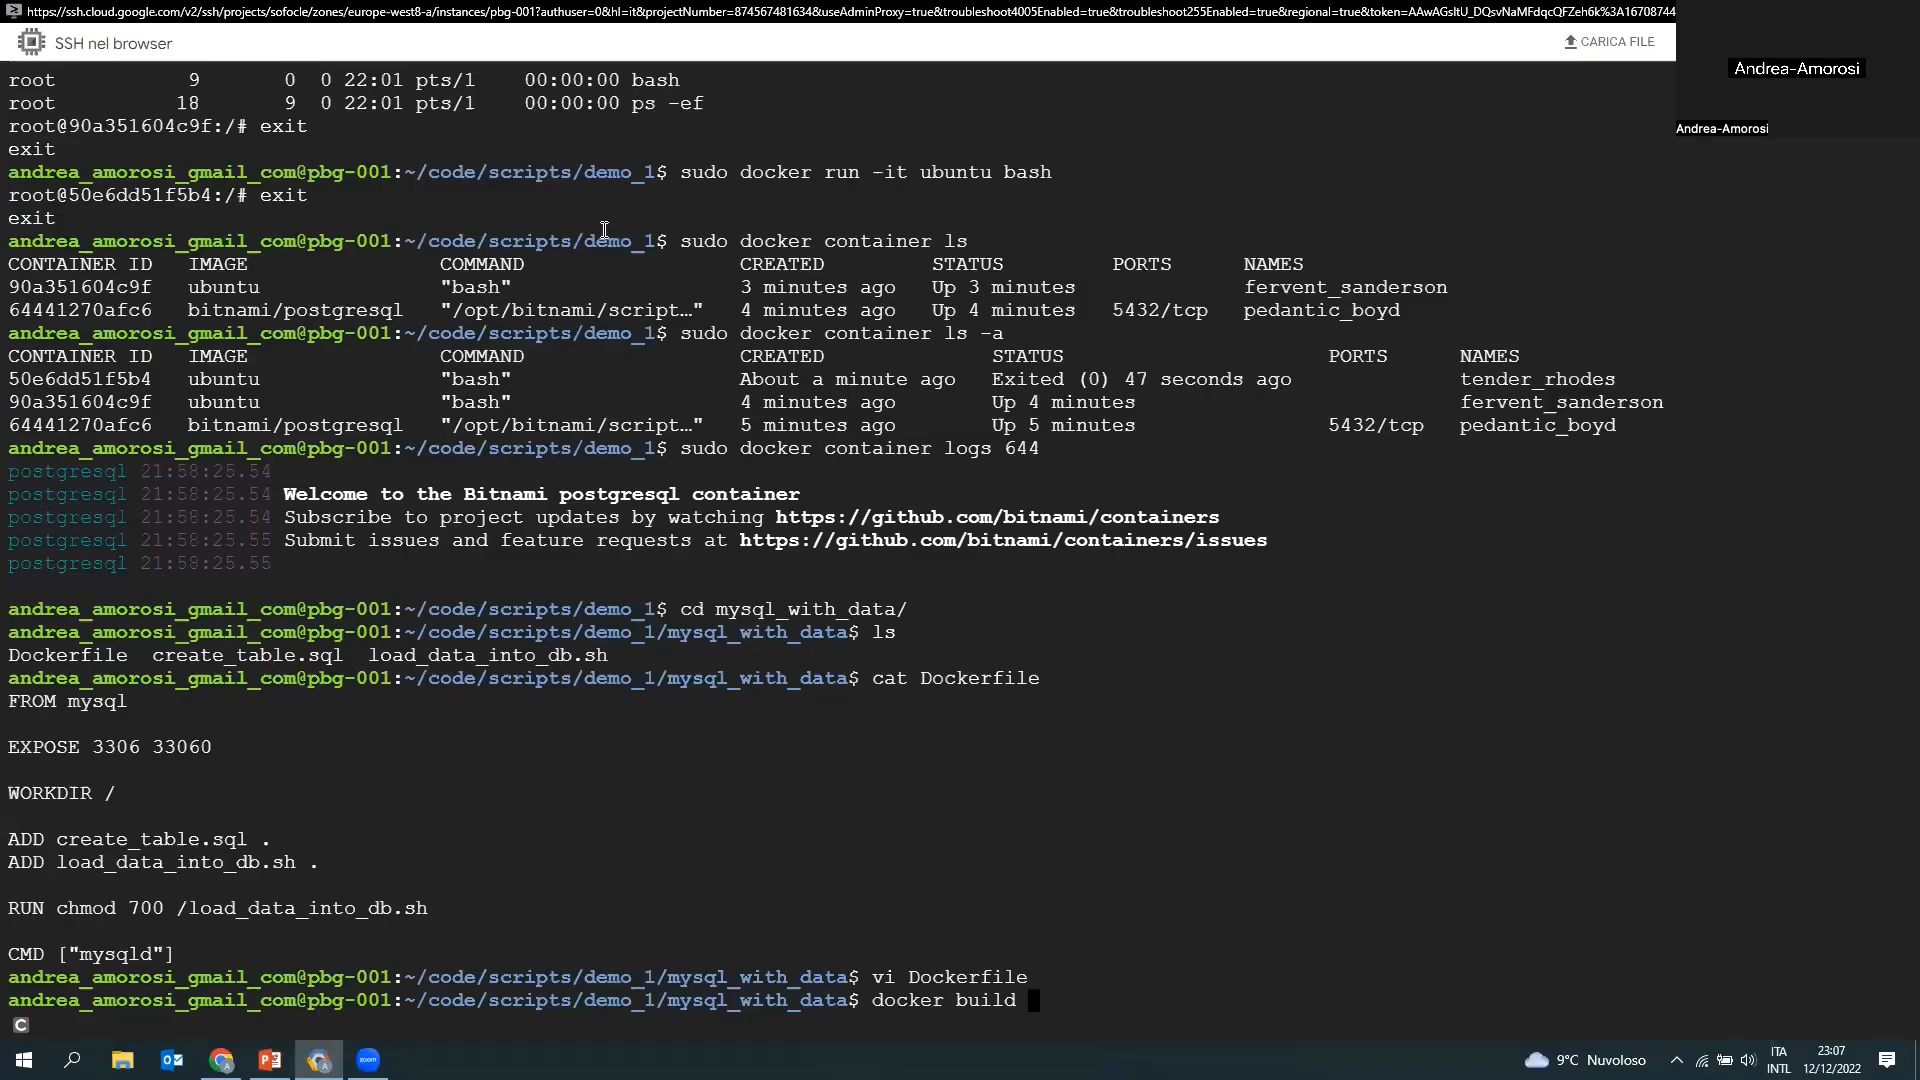 https://ssh.cloud.google.com/v2/ssh/projects/sofocle/zones/europe-west8-a/instances/pbg-001?authuser=0&hl=it&projectNumber=874567481634&useAdminProxy=true&troubleshoot4005Enabled=true&troubleshoot255Enabled=true&regional=true&token=AAwAGsltU_DQsvNaMFdqcQFZeh6k%3A16708744
SSH nel browser
CARICA FILE
Andrea-Amorosi
Andrea-Amorosi
root 9 0 0 22:01 pts/1 00:00:00 bash
root 18 9 0 22:01 pts/1 00:00:00 ps -ef
root@90a351604c9f:/# exit
exit
andrea_amorosi_gmail_com@pbg-001:~/code/scripts/demo_1$ sudo docker run -it ubuntu bash
root@50e6dd51f5b4:/# exit
exit
andrea_amorosi_gmail_com@pbg-001:~/code/scripts/demo_1$ sudo docker container ls
CONTAINER ID IMAGE COMMAND CREATED STATUS PORTS NAMES
90a351604c9f ubuntu "bash" 3 minutes ago Up 3 minutes fervent_sanderson
64441270afc6 bitnami/postgresql "/opt/bitnami/script…" 4 minutes ago Up 4 minutes 5432/tcp pedantic_boyd
andrea_amorosi_gmail_com@pbg-001:~/code/scripts/demo_1$ sudo docker container ls -a
CONTAINER ID IMAGE COMMAND CREATED STATUS PORTS NAMES
50e6dd51f5b4 ubuntu "bash" About a minute ago Exited (0) 47 seconds ago tender_rhodes
90a351604c9f ubuntu "bash" 4 minutes ago Up 4 minutes fervent_sanderson
64441270afc6 bitnami/postgresql "/opt/bitnami/script…" 5 minutes ago Up 5 minutes 5432/tcp pedantic_boyd
andrea_amorosi_gmail_com@pbg-001:~/code/scripts/demo_1$ sudo docker container logs 644
postgresql 21:58:25.54
postgresql 21:58:25.54 Welcome to the Bitnami postgresql container
postgresql 21:58:25.54 Subscribe to project updates by watching https://github.com/bitnami/containers
postgresql 21:58:25.55 Submit issues and feature requests at https://github.com/bitnami/containers/issues
postgresql 21:58:25.55
andrea_amorosi_gmail_com@pbg-001:~/code/scripts/demo_1$ cd mysql_with_data/
andrea_amorosi_gmail_com@pbg-001:~/code/scripts/demo_1/mysql_with_data$ ls
Dockerfile create_table.sql load_data_into_db.sh
andrea_amorosi_gmail_com@pbg-001:~/code/scripts/demo_1/mysql_with_data$ cat Dockerfile
FROM mysql
EXPOSE 3306 33060
WORKDIR /
ADD create_table.sql .
ADD load_data_into_db.sh .
RUN chmod 700 /load_data_into_db.sh
CMD ["mysqld"]
andrea_amorosi_gmail_com@pbg-001:~/code/scripts/demo_1/mysql_with_data$ vi Dockerfile
andrea_amorosi_gmail_com@pbg-001:~/code/scripts/demo_1/mysql_with_data$ docker build
C
zoom
9°C Nuvoloso
ITA
INTL
23:07
12/12/2022